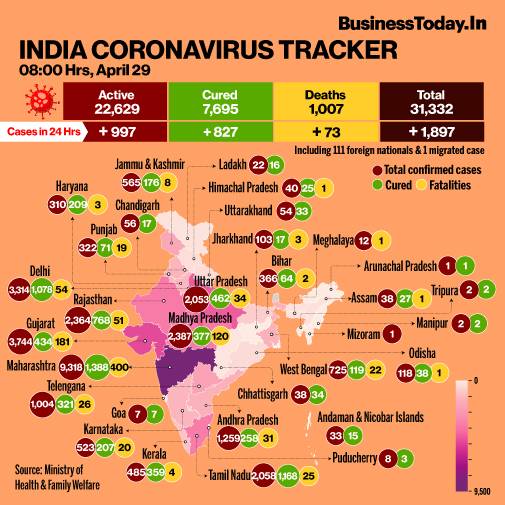 BusinessToday.In
INDIA CORONAVIRUS TRACKER
08:00 Hrs, April 29
Active
22,629
Cured
7,695
Deaths
1,007
Total
31,332
Cases in 24 Hrs
+ 997
+ 827
+ 73
+ 1,897
Including 111 foreign nationals & 1 migrated case
Total confirmed cases
Cured
Fatalities
Jammu & Kashmir
565 176 8
Ladakh 22 16
Haryana
310 209 3
Himachal Pradesh 40 25 1
Chandigarh
56 17
Uttarakhand 54 33
Punjab
322 71 19
Jharkhand 103 17 3
Meghalaya 12 1
Bihar
366 64 2
Arunachal Pradesh 1 1
Delhi
3,314 1,078 54
Uttar Pradesh
2,053 462 34
Assam 38 27 1
Tripura
2 2
Rajasthan
2,364 768 51
Madhya Pradesh
2,387 377 120
Manipur 2 2
Gujarat
3,744 434 181
Mizoram 1
Maharashtra 9,318 1,388 400
West Bengal 725 119 22
Odisha
118 38 1
Telengana
1,004 321 26
Chhattisgarh 38 34
Goa 7 7
Andhra Pradesh
1,259 258 31
Andaman & Nicobar Islands
33 15
Karnataka
523 207 20
Kerala
485 359 4
Puducherry 8 3
Tamil Nadu 2,058 1,168 25
0
9,500
Source: Ministry of
Health & Family Welfare